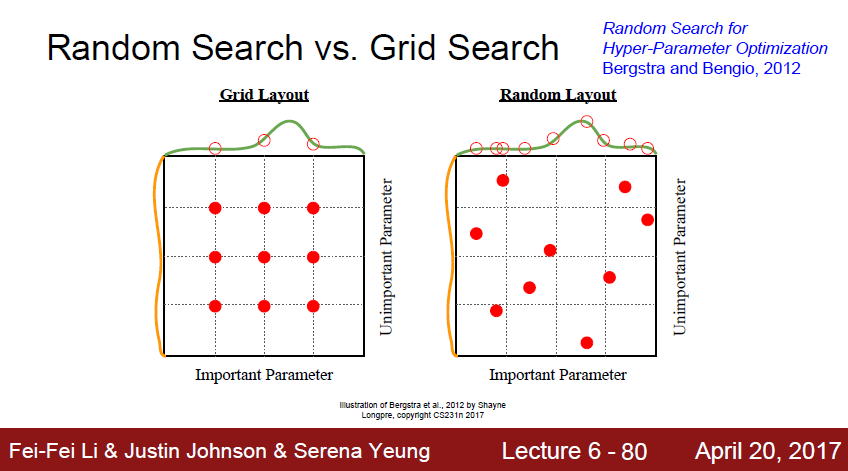 Random Search vs. Grid Search
Random Search for
Hyper-Parameter Optimization
Bergstra and Bengio, 2012
Grid Layout
Unimportant Parameter
Important Parameter
Random Layout
Unimportant Parameter
Important Parameter
Illustration of Bergstra et al., 2012 by Shayne
Longpre, copyright CS231n 2017
Fei-Fei Li & Justin Johnson & Serena Yeung
Lecture 6 - 80
April 20, 2017